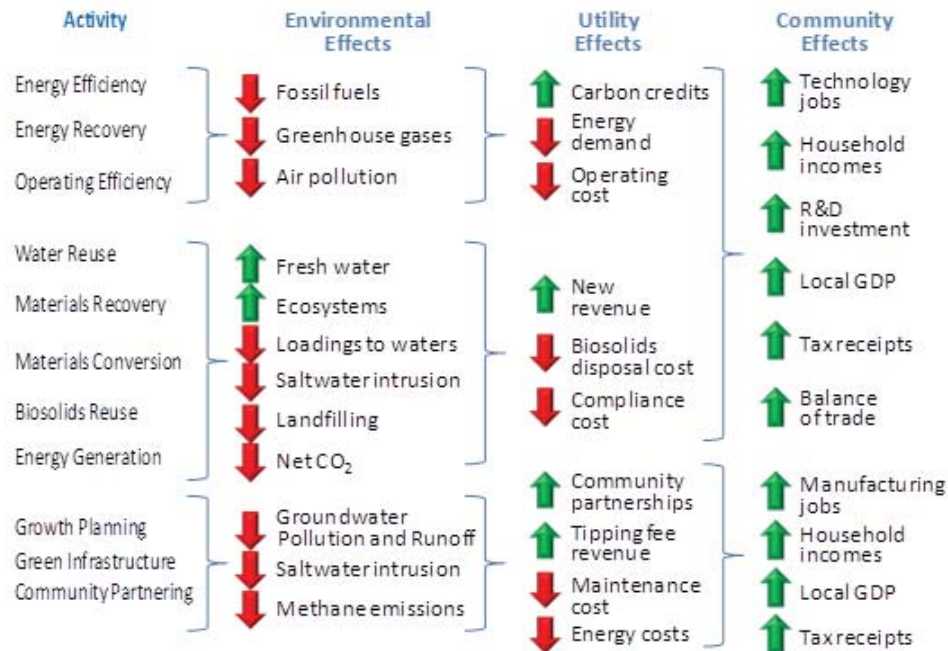 Activity
Environmental
Effects
Utility
Effects
Community
Effects
Energy Efficiency
Energy Recovery
Operating Efficiency
Fossil fuels
Greenhouse gases
Air pollution
Carbon credits
Energy
demand
Operating
cost
Water Reuse
Materials Recovery
Materials Conversion
Biosolids Reuse
Energy Generation
Fresh water
Ecosystems
Loadings to waters
Saltwater intrusion
Landfilling
Net CO₂
New
revenue
Biosolids
disposal cost
Compliance
cost
Technology
jobs
Household
incomes
R&D
investment
Local GDP
Tax receipts
Balance
of trade
Growth Planning
Green Infrastructure
Community Partnering
Groundwater
Pollution and Runoff
Saltwater intrusion
Methane emissions
Community
partnerships
Tipping fee
revenue
Maintenance
cost
Energy costs
Manufacturing
jobs
Household
incomes
Local GDP
Tax receipts